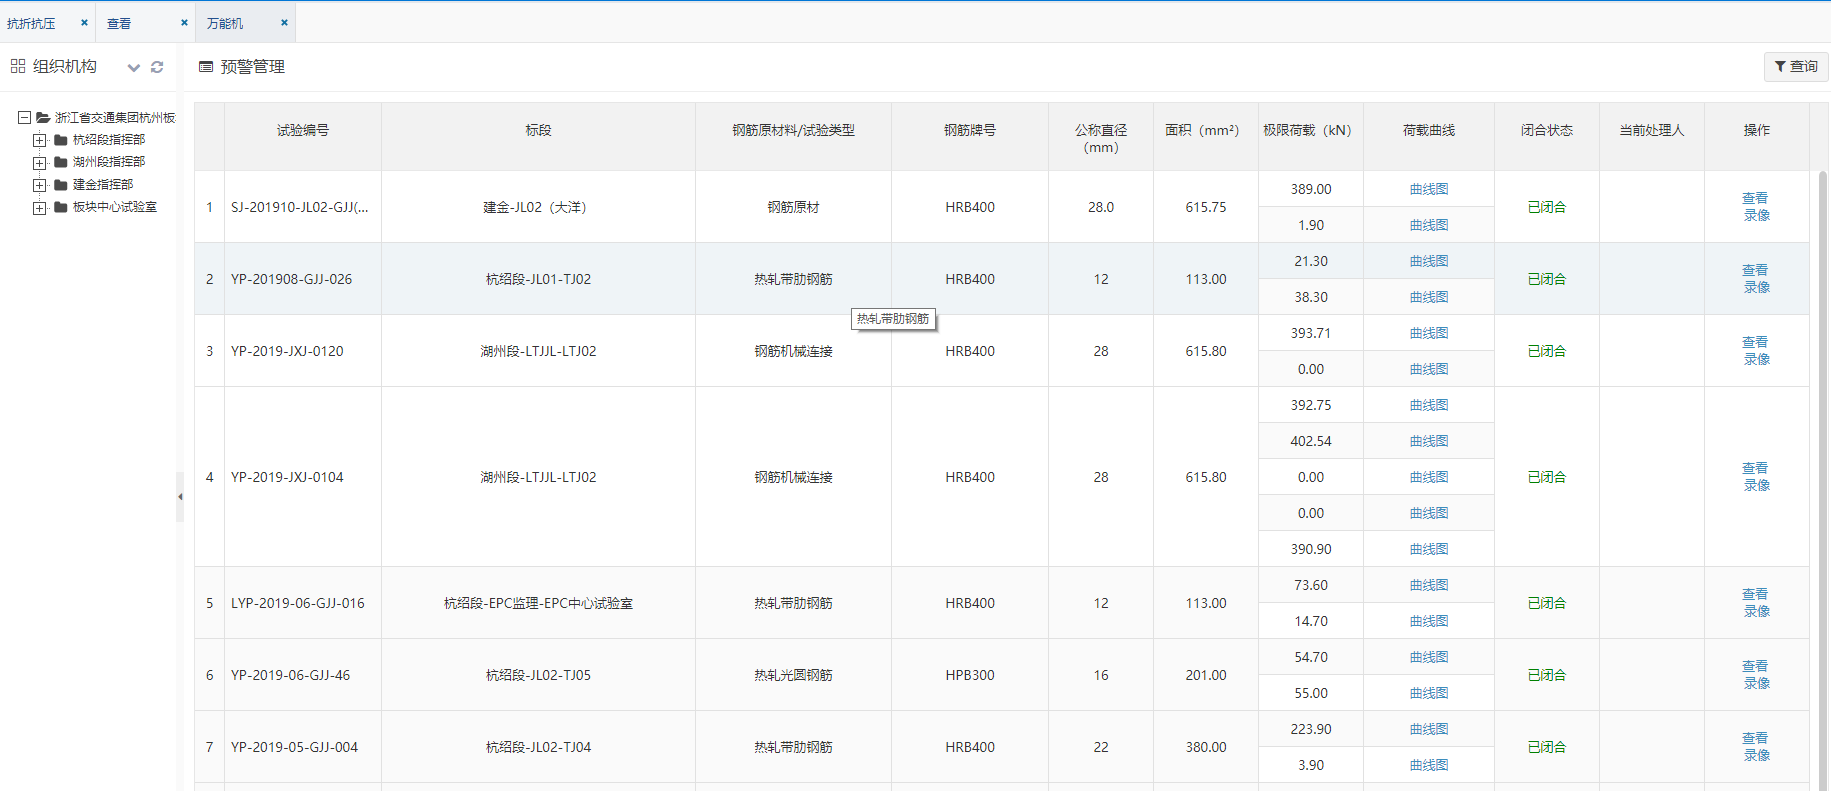 抗折抗压 ×
查看 ×
万能机 ×
组织机构
预警管理
查询
浙江省交通集团杭州板
杭绍段指挥部
湖州段指挥部
建金指挥部
板块中心试验室
试验编号 标段 钢筋原材料/试验类型 钢筋牌号 公称直径（mm） 面积（mm²） 极限荷载（kN） 荷载曲线 闭合状态 当前处理人 操作
1 SJ-201910-JL02-GJJ(... 建金-JL02（大洋） 钢筋原材 HRB400 28.0 615.75 389.00 曲线图 已闭合 查看 录像
1.90 曲线图
2 YP-201908-GJJ-026 杭绍段-JL01-TJ02 热轧带肋钢筋 HRB400 12 113.00 21.30 曲线图 已闭合 查看 录像
38.30 曲线图
热轧带肋钢筋
3 YP-2019-JXJ-0120 湖州段-LTJJL-LTJ02 钢筋机械连接 HRB400 28 615.80 393.71 曲线图 已闭合 查看 录像
0.00 曲线图
4 YP-2019-JXJ-0104 湖州段-LTJJL-LTJ02 钢筋机械连接 HRB400 28 615.80 392.75 曲线图 已闭合 查看 录像
402.54 曲线图
0.00 曲线图
0.00 曲线图
390.90 曲线图
5 LYP-2019-06-GJJ-016 杭绍段-EPC监理-EPC中心试验室 热轧带肋钢筋 HRB400 12 113.00 73.60 曲线图 已闭合 查看 录像
14.70 曲线图
6 YP-2019-06-GJJ-46 杭绍段-JL02-TJ05 热轧光圆钢筋 HPB300 16 201.00 54.70 曲线图 已闭合 查看 录像
55.00 曲线图
7 YP-2019-05-GJJ-004 杭绍段-JL02-TJ04 热轧带肋钢筋 HRB400 22 380.00 223.90 曲线图 已闭合 查看 录像
3.90 曲线图